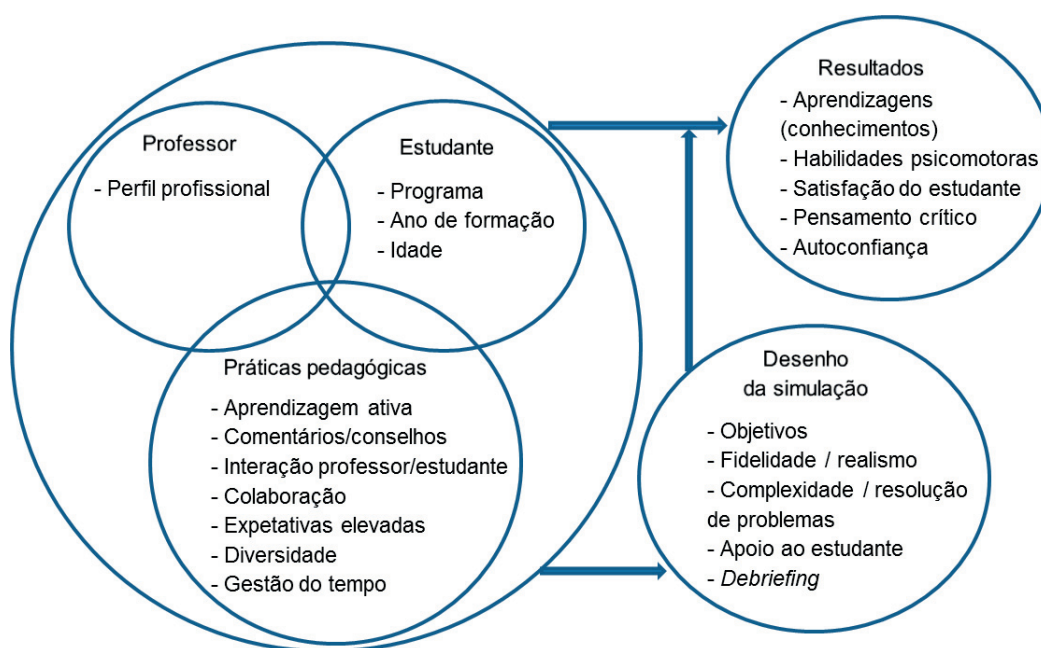 Professor
- Perfil profissional
Estudante
- Programa
- Ano de formação
- Idade
Práticas pedagógicas
- Aprendizagem ativa
- Comentários/conselhos
- Interação professor/estudante
- Colaboração
- Expetativas elevadas
- Diversidade
- Gestão do tempo
Resultados
- Aprendizagens
(conhecimentos)
- Habilidades psicomotoras
- Satisfação do estudante
- Pensamento crítico
- Autoconfiança
Desenho
da simulação
- Objetivos
- Fidelidade / realismo
- Complexidade / resolução
de problemas
- Apoio ao estudante
- Debriefing